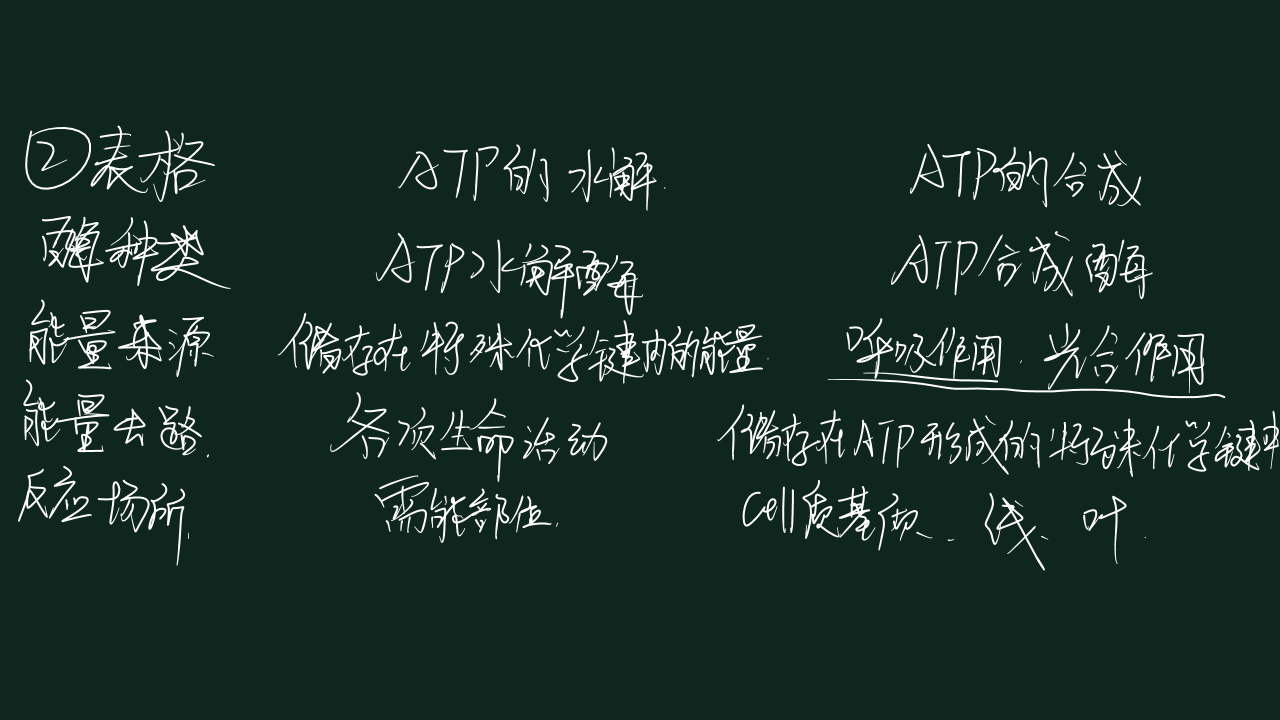 ②表格 ATP的水解 ATP的合成
酶种类 ATP水解酶 ATP合成酶
能量来源 储存在特殊化学键内的能量 呼吸作用、光合作用
能量去路 各次生命活动 储存在ATP形成的特殊化学键中
反应场所 需能部位 cell质基质、线、叶